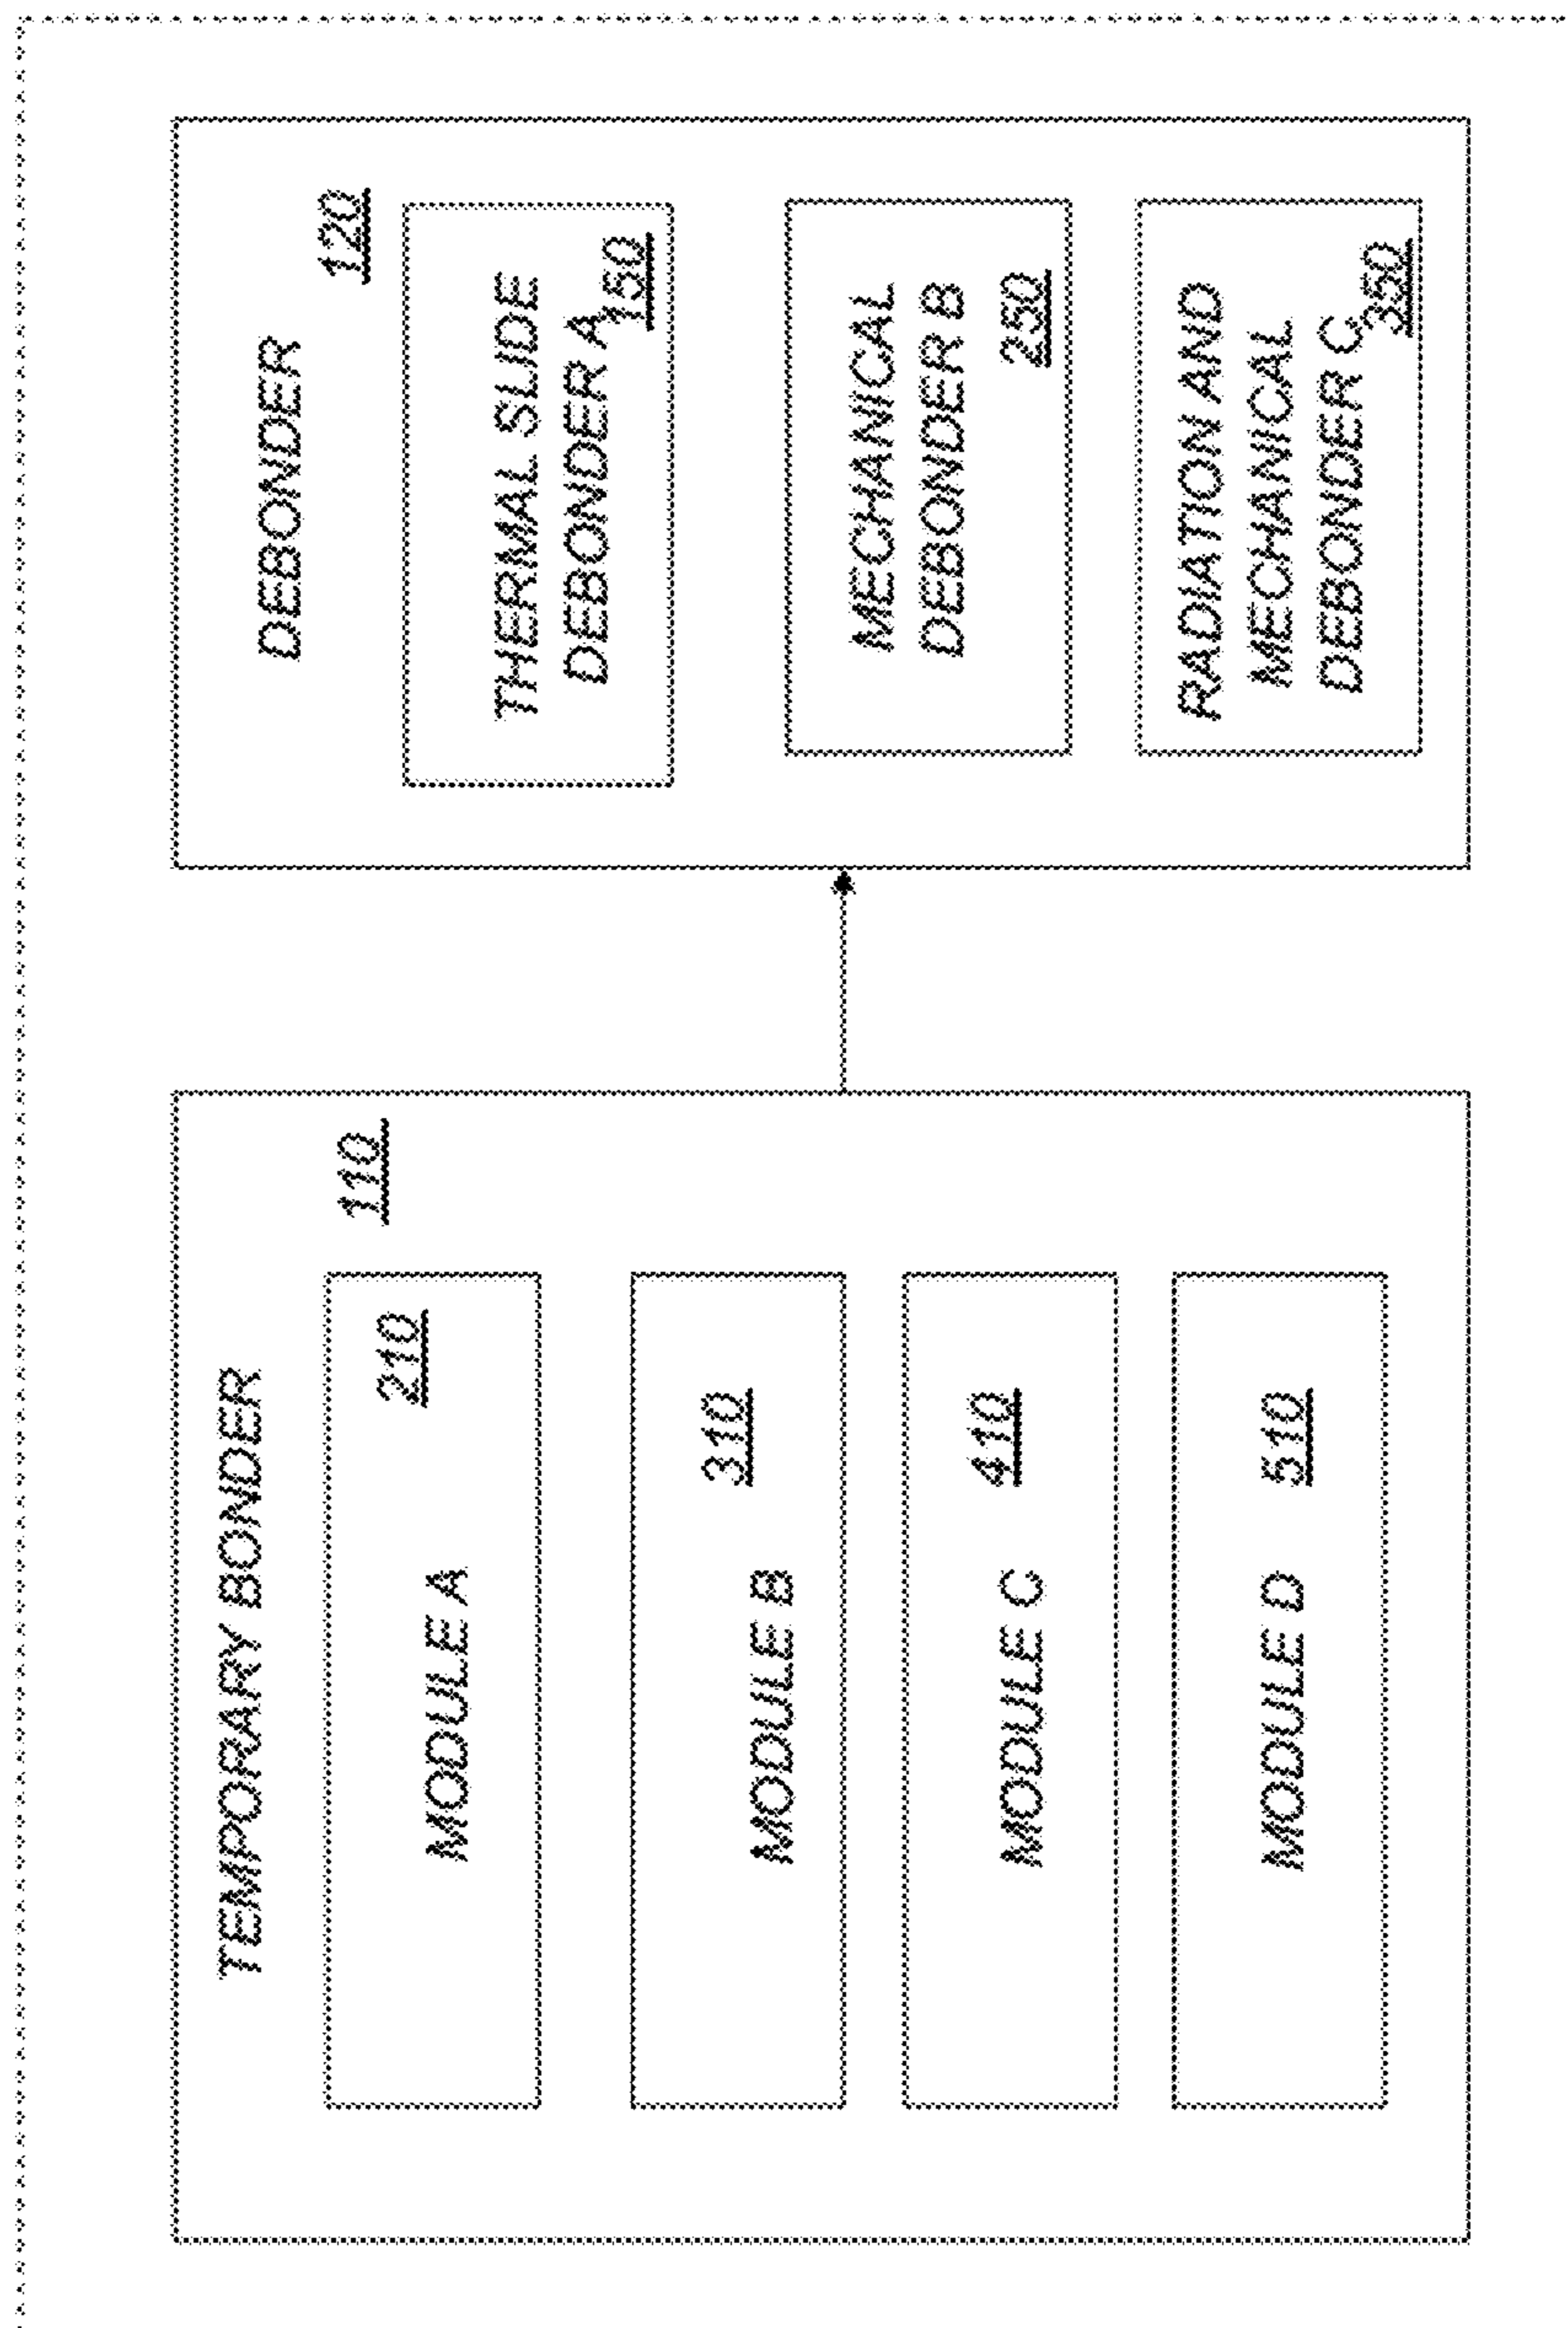 TEMPORARY BONDER
110
MODULE A
210
MODULE B
310
MODULE C
410
MODULE D
510
DEBONDER
120
THERMAL SLIDE
DEBONDER A
150
MECHANICAL
DEBONDER B
250
RADIATION AND
MECHANICAL
DEBONDER C
350